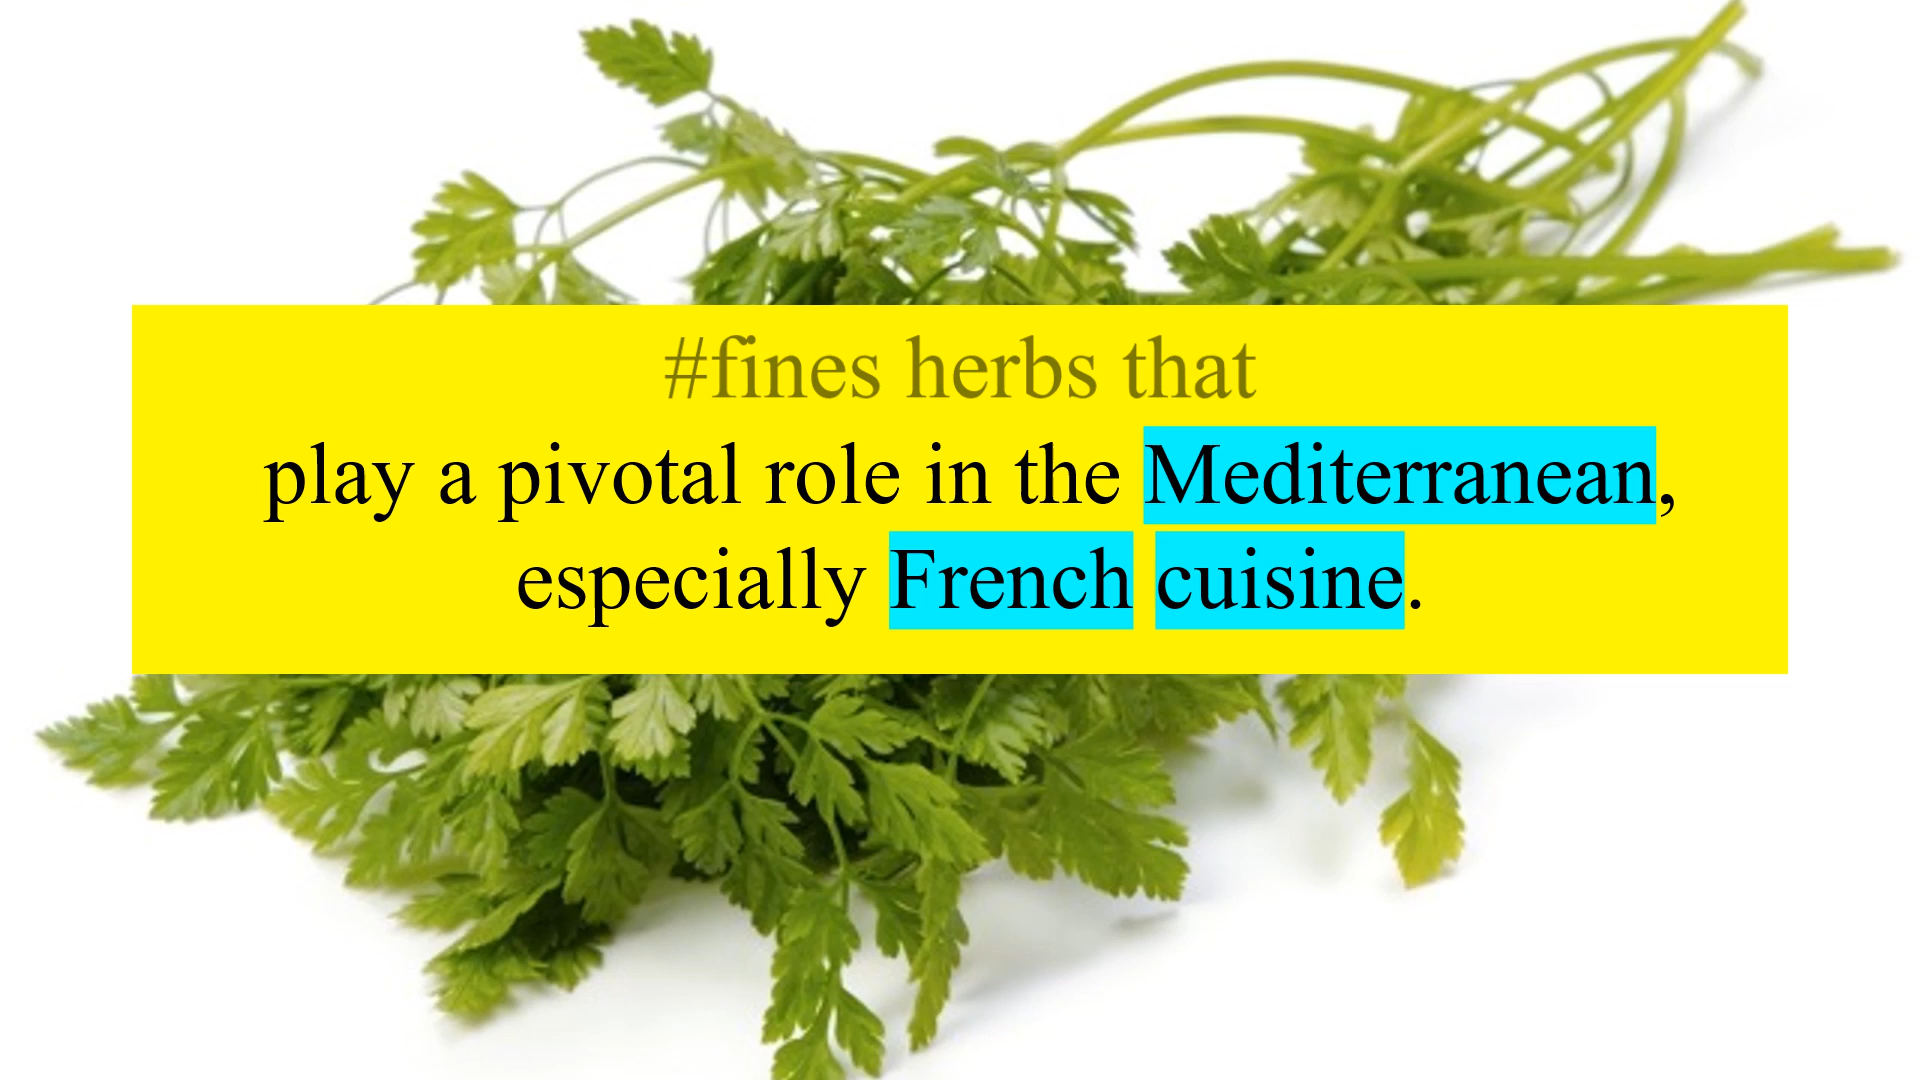 #fines herbs that
play a pivotal role in the Mediterranean,
especially French cuisine.